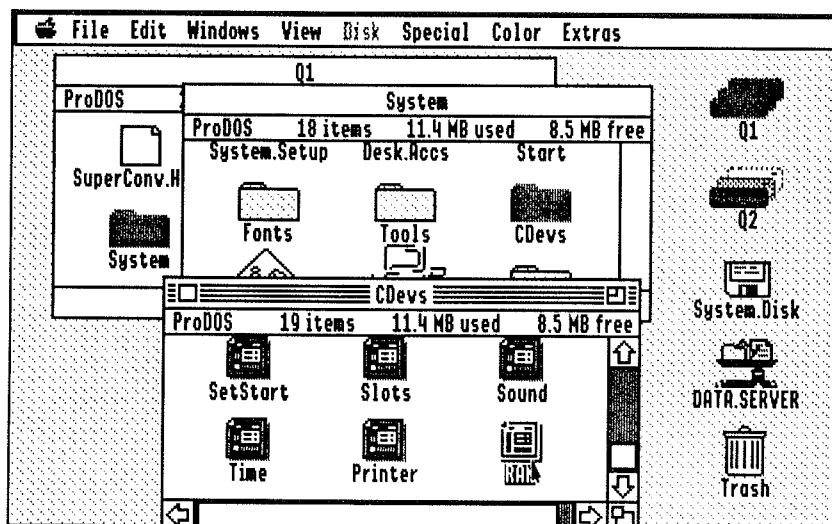 File Edit Windows View Disk Special Color Extras
Q1
ProDOS
System
ProDOS 18 items 11.4 MB used 8.5 MB free
System.Setup Desk.Accs Start
SuperConv.H
Fonts Tools CDevs
System
CDevs
ProDOS 19 items 11.4 MB used 8.5 MB free
SetStart Slots Sound
Time Printer RAM
Q1
Q2
System.Disk
DATA.SERVER
Trash